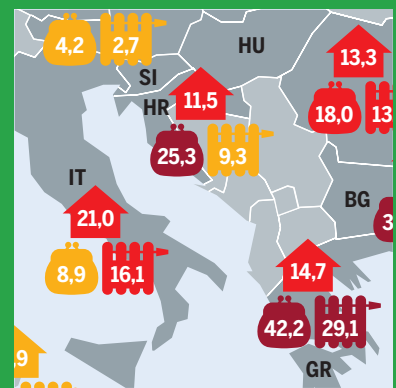 4,2 2,7
HU
13,3
SI
HR 11,5
18,0
25,3 9,3
IT
BG
21,0
14,7
8,9 16,1
42,2 29,1
GR